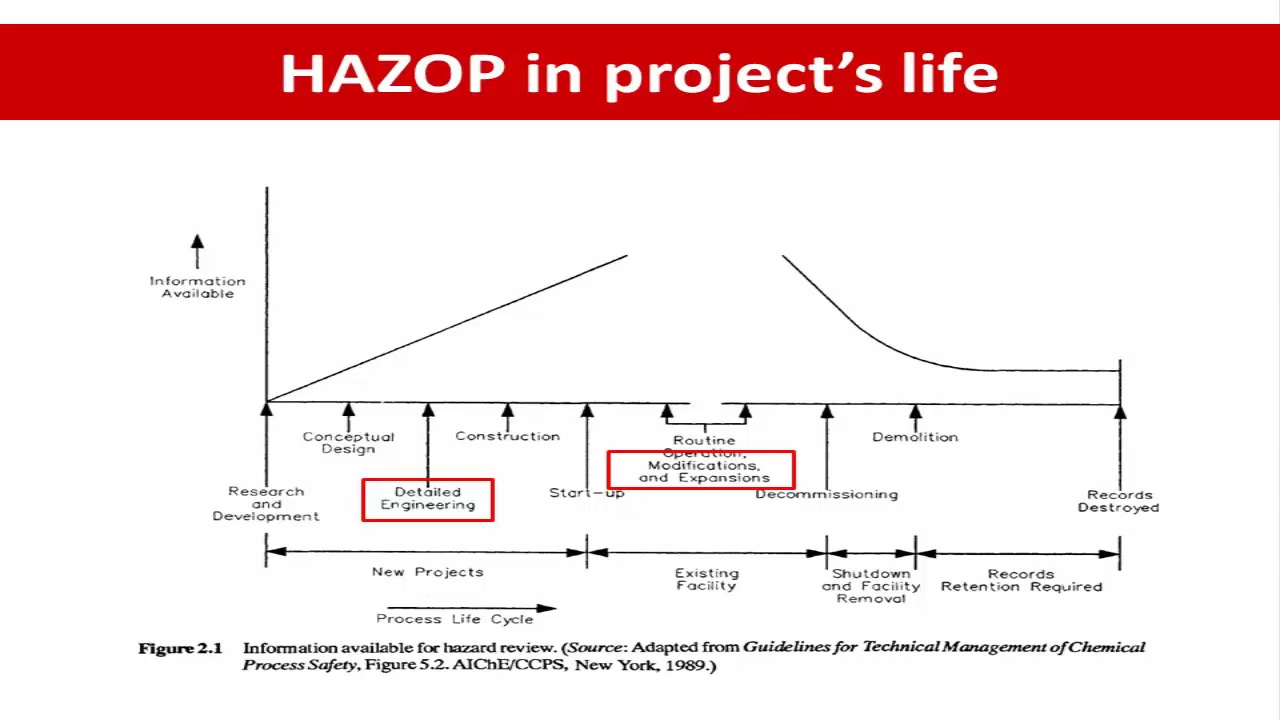 HAZOP in project’s life
Information
Available
Conceptual
Design
Construction
Routine
Operation,
Modifications,
and Expansions
Demolition
Research
and
Development
Detailed
Engineering
Start-up
Decommissioning
Records
Destroyed
New Projects
Existing
Facility
Shutdown
and Facility
Removal
Records
Retention Required
Process Life Cycle
Figure 2.1 Information available for hazard review. (Source: Adapted from Guidelines for Technical Management of Chemical
Process Safety, Figure 5.2. AIChE/CCPS, New York, 1989.)